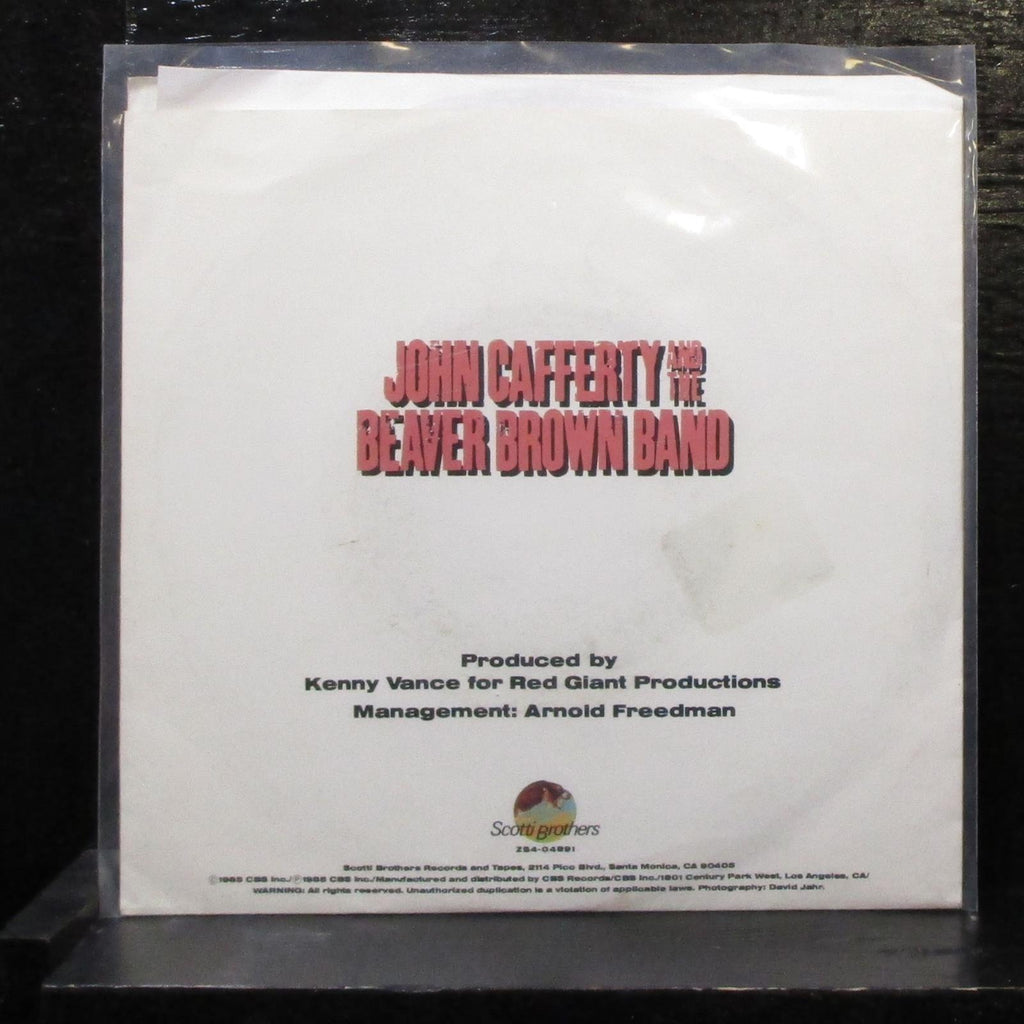 JOHN CAFFERTY AND THE
BEAVER BROWN BAND
Produced by
Kenny Vance for Red Giant Productions
Management: Arnold Freedman
Scotti Brothers
ZS4-04891
Scotti Brothers Records and Tapes, 2114 Pico Blvd., Santa Monica, CA 90405
Ⓒ1985 CBS Inc./Ⓟ1985 CBS Inc./Manufactured and distributed by CBS Records/CBS Inc./1801 Century Park West, Los Angeles, CA/
WARNING: All rights reserved. Unauthorized duplication is a violation of applicable laws. Photography: David Jahr.